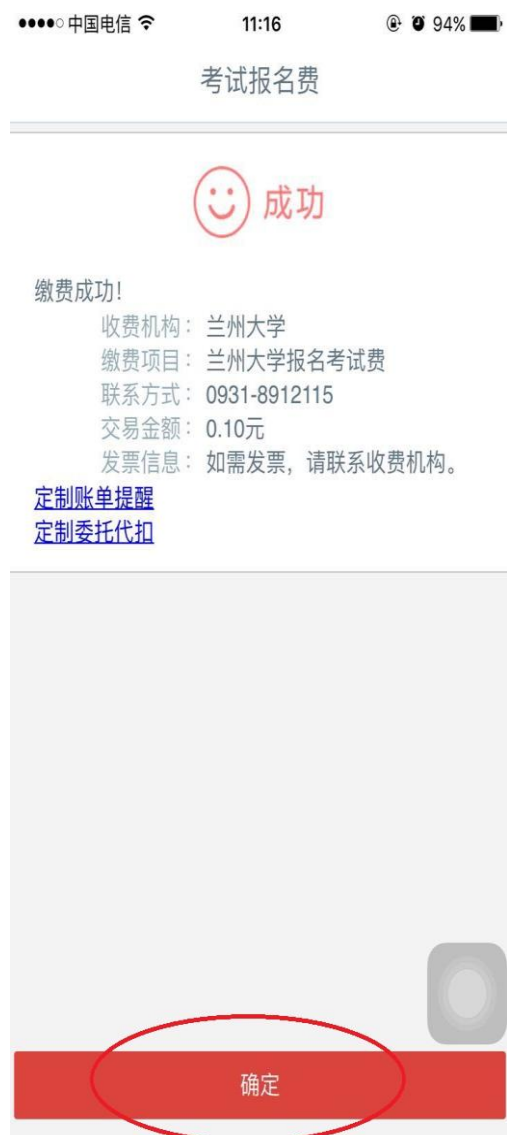 中国电信 11:16 94%
考试报名费
成功
缴费成功!
收费机构: 兰州大学
缴费项目: 兰州大学报名考试费
联系方式: 0931-8912115
交易金额: 0.10元
发票信息: 如需发票，请联系收费机构。
定制账单提醒
定制委托代扣
确定